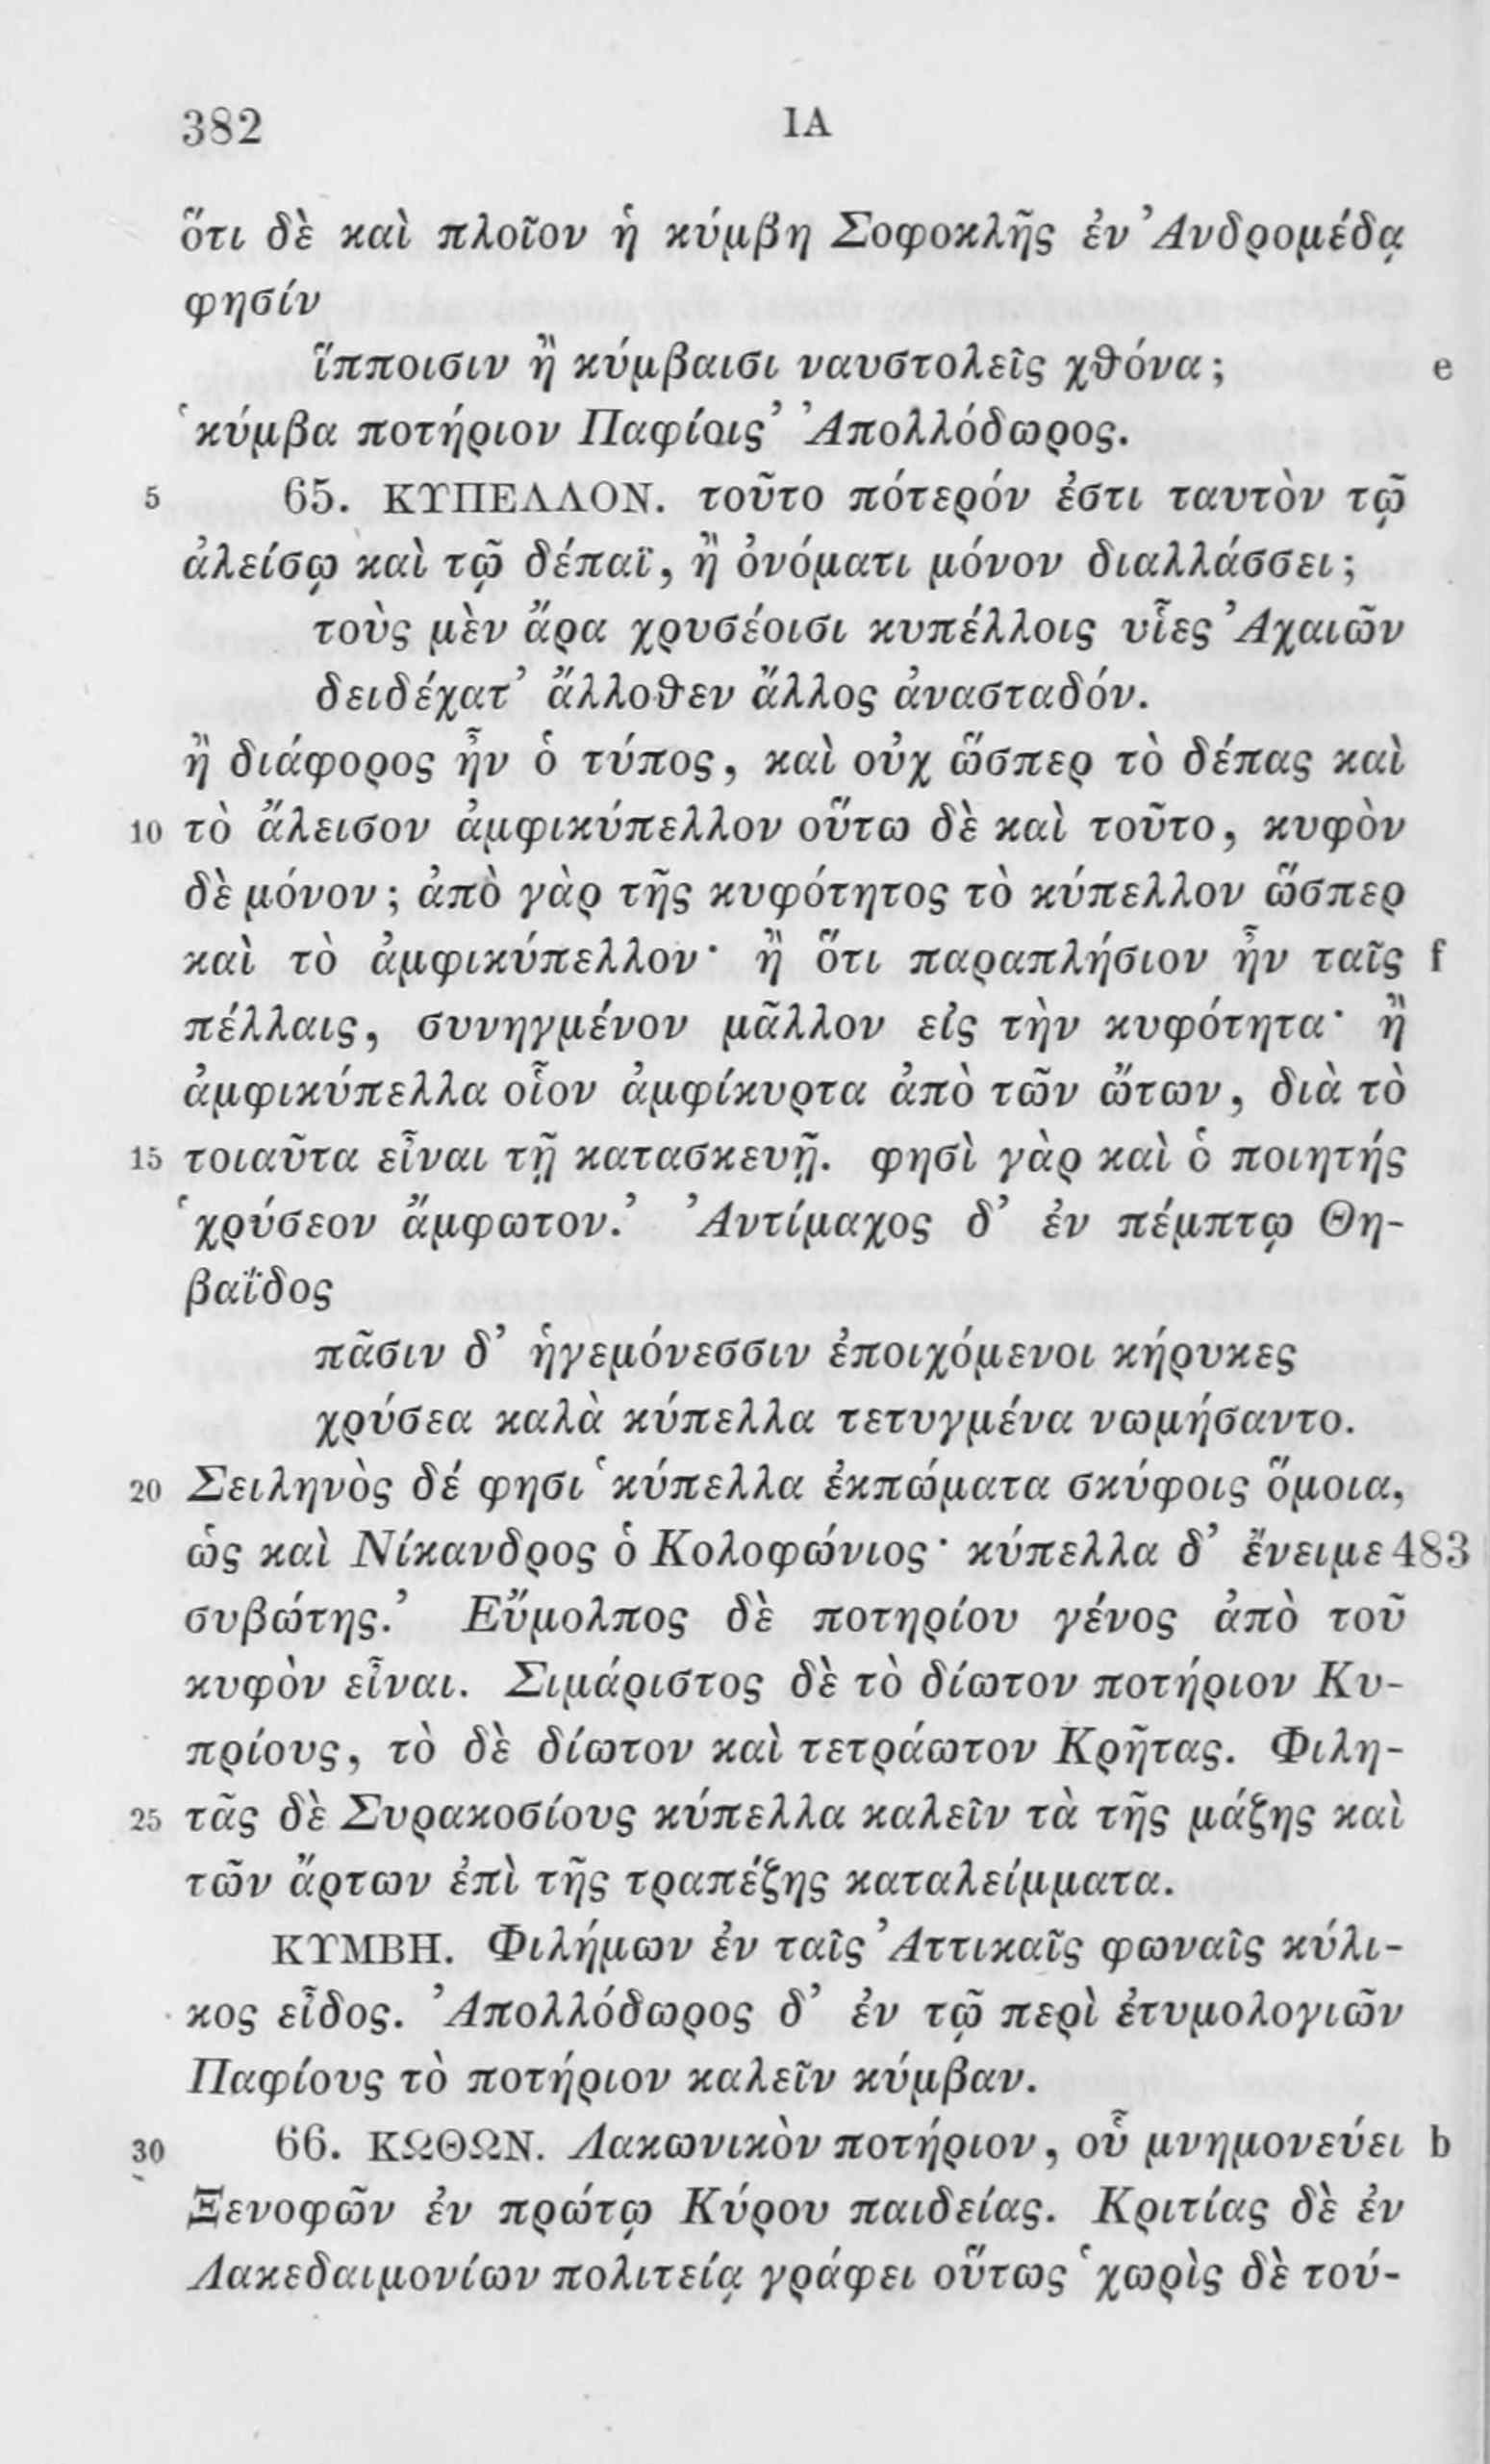 382 ΙΑ
ὅτι δὲ καὶ πλοῖον ἡ κύμβη Σοφοκλῆς ἐν Ἀνδρομέδᾳ
φησίν
ἵπποισιν ἢ κύμβαισι ναυστολεῖς χθόνα; e
‘κύμβα ποτήριον Παφίοις’ Ἀπολλόδωρος.
5 65. ΚΥΠΕΛΛΟΝ. τοῦτο πότερόν ἐστι ταυτὸν τῷ
ἀλείσῳ καὶ τῷ δέπαϊ, ἢ ὀνόματι μόνον διαλλάσσει;
τοὺς μὲν ἄρα χρυσέοισι κυπέλλοις υἷες Ἀχαιῶν
δειδέχατ’ ἄλλοθεν ἄλλος ἀνασταδόν.
ἢ διάφορος ἦν ὁ τύπος, καὶ οὐχ ὥσπερ τὸ δέπας καὶ
10 τὸ ἄλεισον ἀμφικύπελλον οὕτω δὲ καὶ τοῦτο, κυφὸν
δὲ μόνον; ἀπὸ γὰρ τῆς κυφότητος τὸ κύπελλον ὥσπερ
καὶ τὸ ἀμφικύπελλον· ἢ ὅτι παραπλήσιον ἦν ταῖς f
πέλλαις, συνηγμένον μᾶλλον εἰς τὴν κυφότητα· ἢ
ἀμφικύπελλα οἷον ἀμφίκυρτα ἀπὸ τῶν ὤτων, διὰ τὸ
15 τοιαῦτα εἶναι τῇ κατασκευῇ. φησὶ γὰρ καὶ ὁ ποιητής
‘χρύσεον ἄμφωτον.’ Ἀντίμαχος δ’ ἐν πέμπτῳ Θη-
βαΐδος
πᾶσιν δ’ ἡγεμόνεσσιν ἐποιχόμενοι κήρυκες
χρύσεα καλὰ κύπελλα τετυγμένα νωμήσαντο.
20 Σειληνὸς δέ φησι ‘κύπελλα ἐκπώματα σκύφοις ὅμοια,
ὡς καὶ Νίκανδρος ὁ Κολοφώνιος· κύπελλα δ’ ἔνειμε 483
συβώτης.’ Εὔμολπος δὲ ποτηρίου γένος ἀπὸ τοῦ
κυφὸν εἶναι. Σιμάριστος δὲ τὸ δίωτον ποτήριον Κυ-
πρίους, τὸ δὲ δίωτον καὶ τετράωτον Κρῆτας. Φιλη-
25 τᾶς δὲ Συρακοσίους κύπελλα καλεῖν τὰ τῆς μάζης καὶ
τῶν ἄρτων ἐπὶ τῆς τραπέζης καταλείμματα.
ΚΥΜΒΗ. Φιλήμων ἐν ταῖς Ἀττικαῖς φωναῖς κύλι-
κος εἶδος. Ἀπολλόδωρος δ’ ἐν τῷ περὶ ἐτυμολογιῶν
Παφίους τὸ ποτήριον καλεῖν κύμβαν.
30 66. ΚΩΘΩΝ. Λακωνικὸν ποτήριον, οὗ μνημονεύει b
Ξενοφῶν ἐν πρώτῳ Κύρου παιδείας. Κριτίας δὲ ἐν
Λακεδαιμονίων πολιτείᾳ γράφει οὕτως ‘χωρὶς δὲ τού-